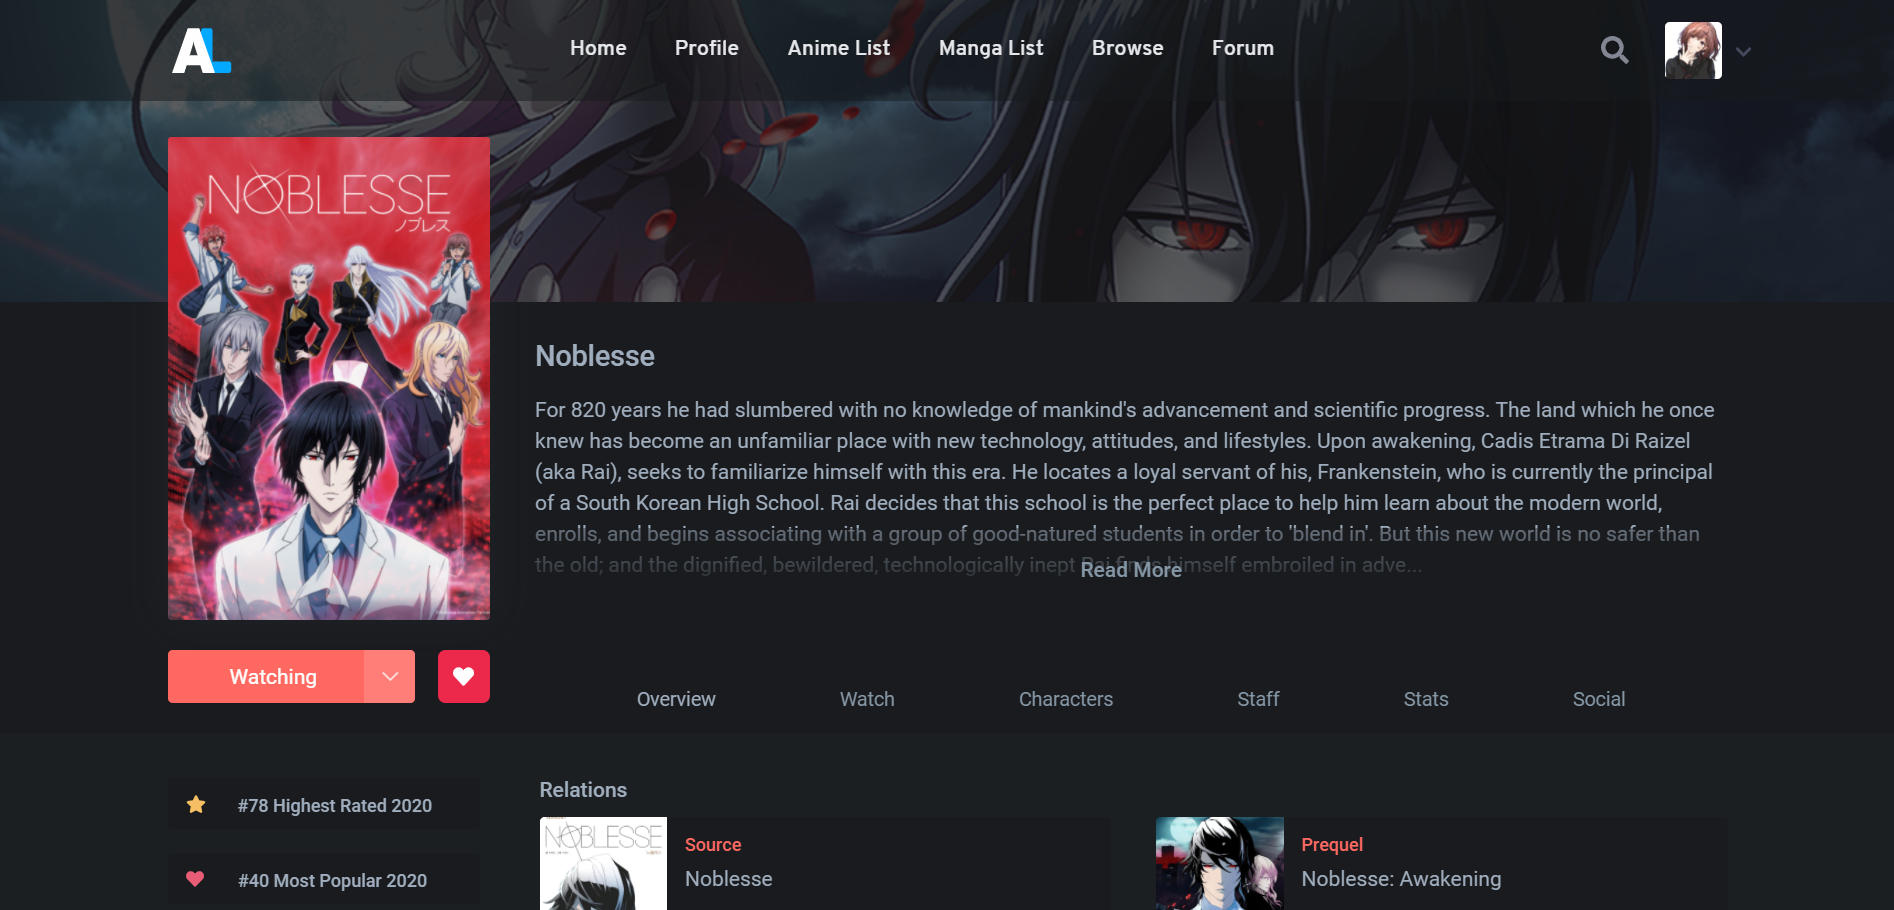 AL
Home
Profile
Anime List
Manga List
Browse
Forum
NOBLESSE
ノブレス
Noblesse
For 820 years he had slumbered with no knowledge of mankind's advancement and scientific progress. The land which he once
knew has become an unfamiliar place with new technology, attitudes, and lifestyles. Upon awakening, Cadis Etrama Di Raizel
(aka Rai), seeks to familiarize himself with this era. He locates a loyal servant of his, Frankenstein, who is currently the principal
of a South Korean High School. Rai decides that this school is the perfect place to help him learn about the modern world,
enrolls, and begins associating with a group of good-natured students in order to 'blend in'. But this new world is no safer than
the old; and the dignified, bewildered, technologically inept Rai finds himself embroiled in adve...
Read More
Watching
Overview
Watch
Characters
Staff
Stats
Social
#78 Highest Rated 2020
#40 Most Popular 2020
Relations
NOBLESSE
Source
Noblesse
Prequel
Noblesse: Awakening